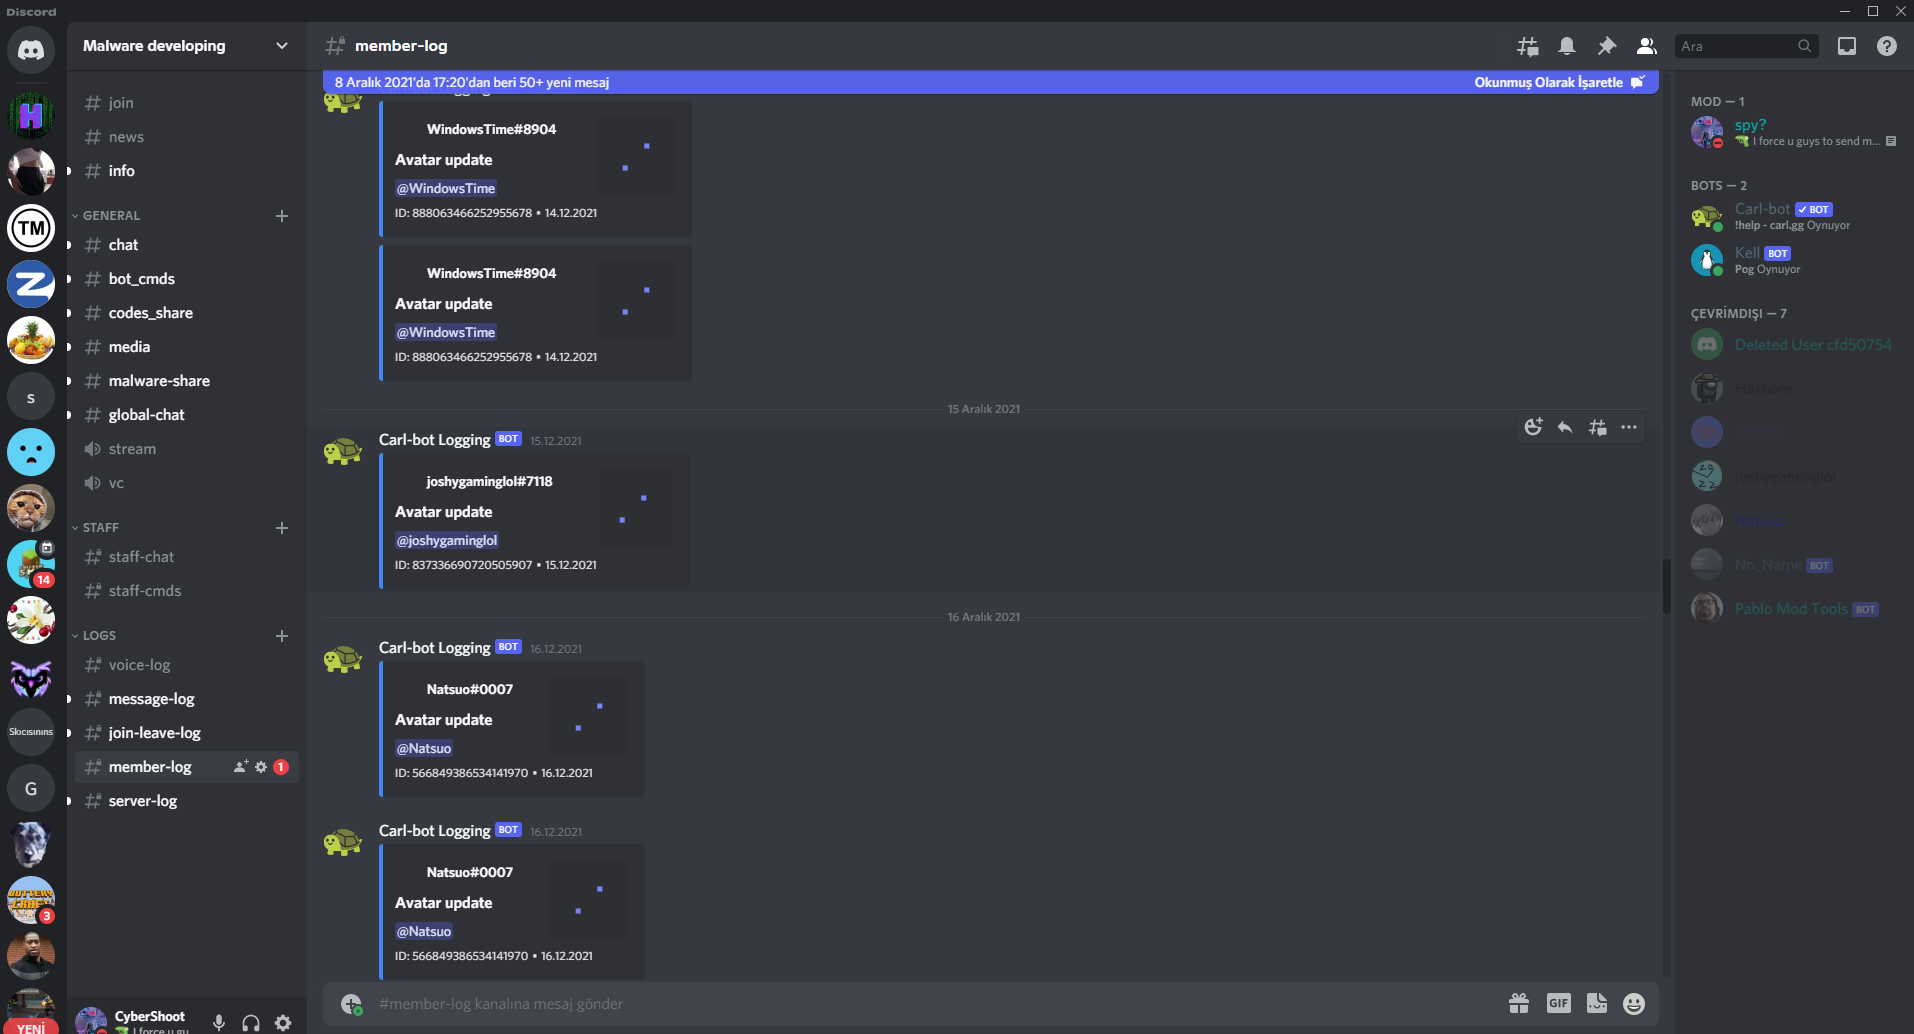 Discord
Malware developing
join
news
info
GENERAL
chat
bot_cmds
codes_share
media
malware-share
global-chat
stream
vc
STAFF
staff-chat
staff-cmds
LOGS
voice-log
message-log
join-leave-log
member-log
1
server-log
TM
Z
s
14
Skicisinins
G
3
YENİ
CyberShoot
I force u gu
member-log
Ara
8 Aralık 2021'da 17:20'dan beri 50+ yeni mesaj
Okunmuş Olarak İşaretle
WindowsTime#8904
Avatar update
@WindowsTime
ID: 888063466252955678 • 14.12.2021
WindowsTime#8904
Avatar update
@WindowsTime
ID: 888063466252955678 • 14.12.2021
15 Aralık 2021
Carl-bot Logging BOT 15.12.2021
joshygaminglol#7118
Avatar update
@joshygaminglol
ID: 837336690720505907 • 15.12.2021
16 Aralık 2021
Carl-bot Logging BOT 16.12.2021
Natsuo#0007
Avatar update
@Natsuo
ID: 566849386534141970 • 16.12.2021
Carl-bot Logging BOT 16.12.2021
Natsuo#0007
Avatar update
@Natsuo
ID: 566849386534141970 • 16.12.2021
#member-log kanalına mesaj gönder
GIF
MOD — 1
spy?
I force u guys to send m...
BOTS — 2
Carl-bot ✓ BOT
!help - carl.gg Oynuyor
Kell BOT
Pog Oynuyor
ÇEVRİMDIŞI — 7
Deleted User cfd50754
Haxhom
joshygaminglol
Natsuo
No_Name BOT
Pablo Mod Tools BOT